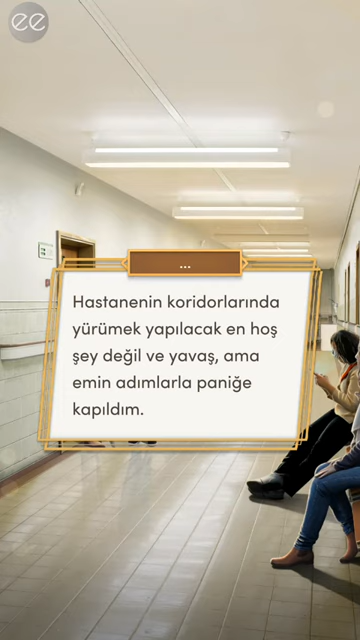 ee
...
Hastanenin koridorlarında
yürümek yapılacak en hoş
şey değil ve yavaş, ama
emin adımlarla paniğe
kapıldım.